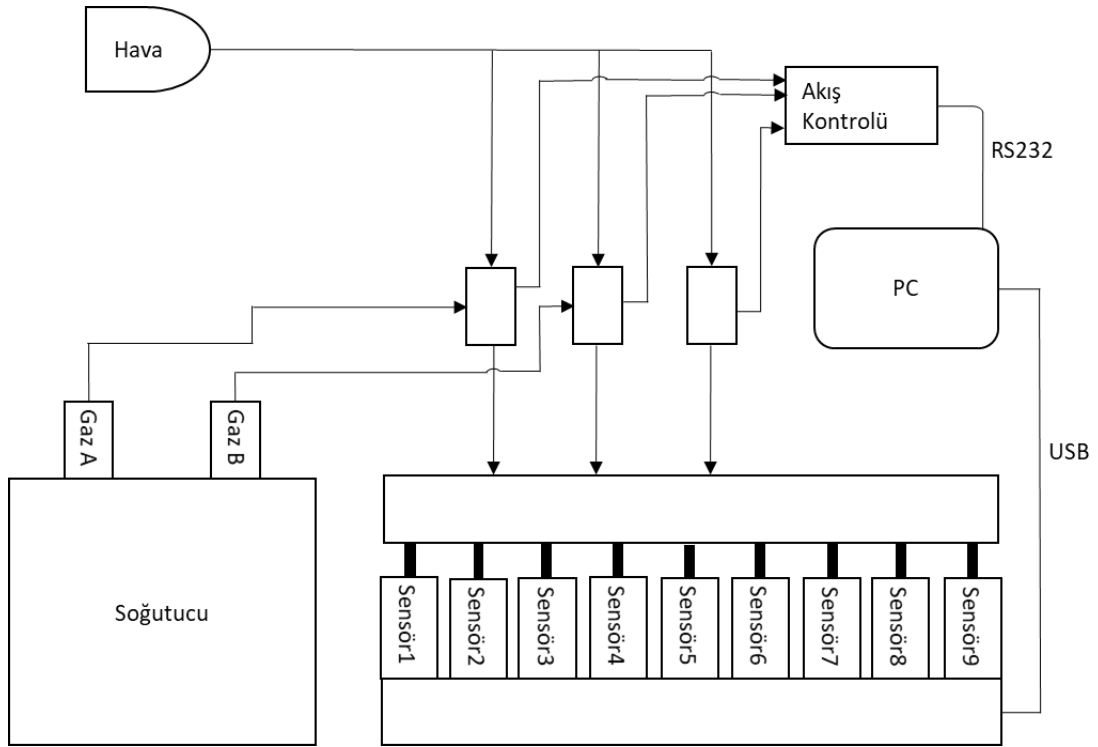 Hava
Akış
Kontrolü
RS232
PC
Gaz A
Gaz B
USB
Soğutucu
Sensör1
Sensör2
Sensör3
Sensör4
Sensör5
Sensör6
Sensör7
Sensör8
Sensör9